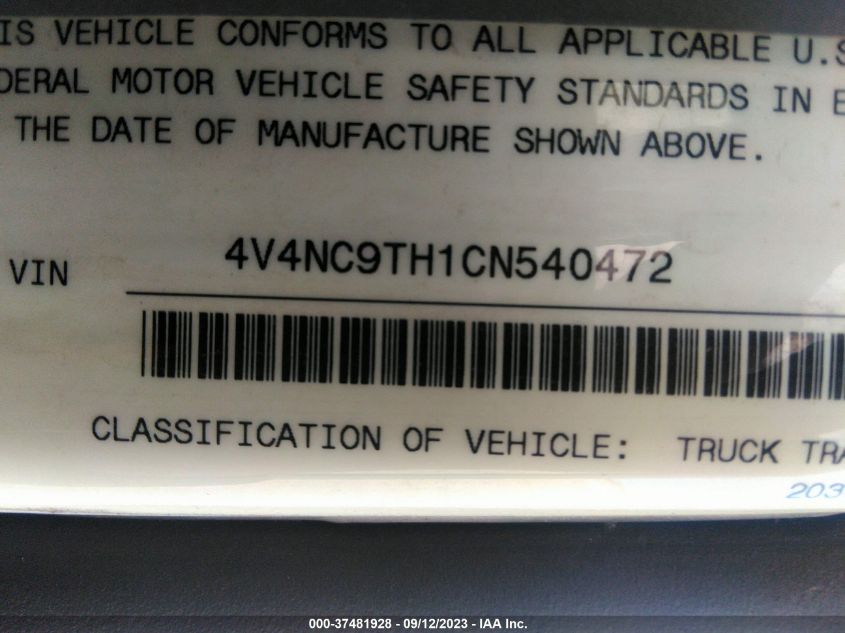 IS VEHICLE CONFORMS TO ALL APPLICABLE U.S
DERAL MOTOR VEHICLE SAFETY STANDARDS IN E
THE DATE OF MANUFACTURE SHOWN ABOVE.
VIN 4V4NC9TH1CN540472
CLASSIFICATION OF VEHICLE: TRUCK TRA
203
000-37481928 - 09/12/2023 - IAA Inc.